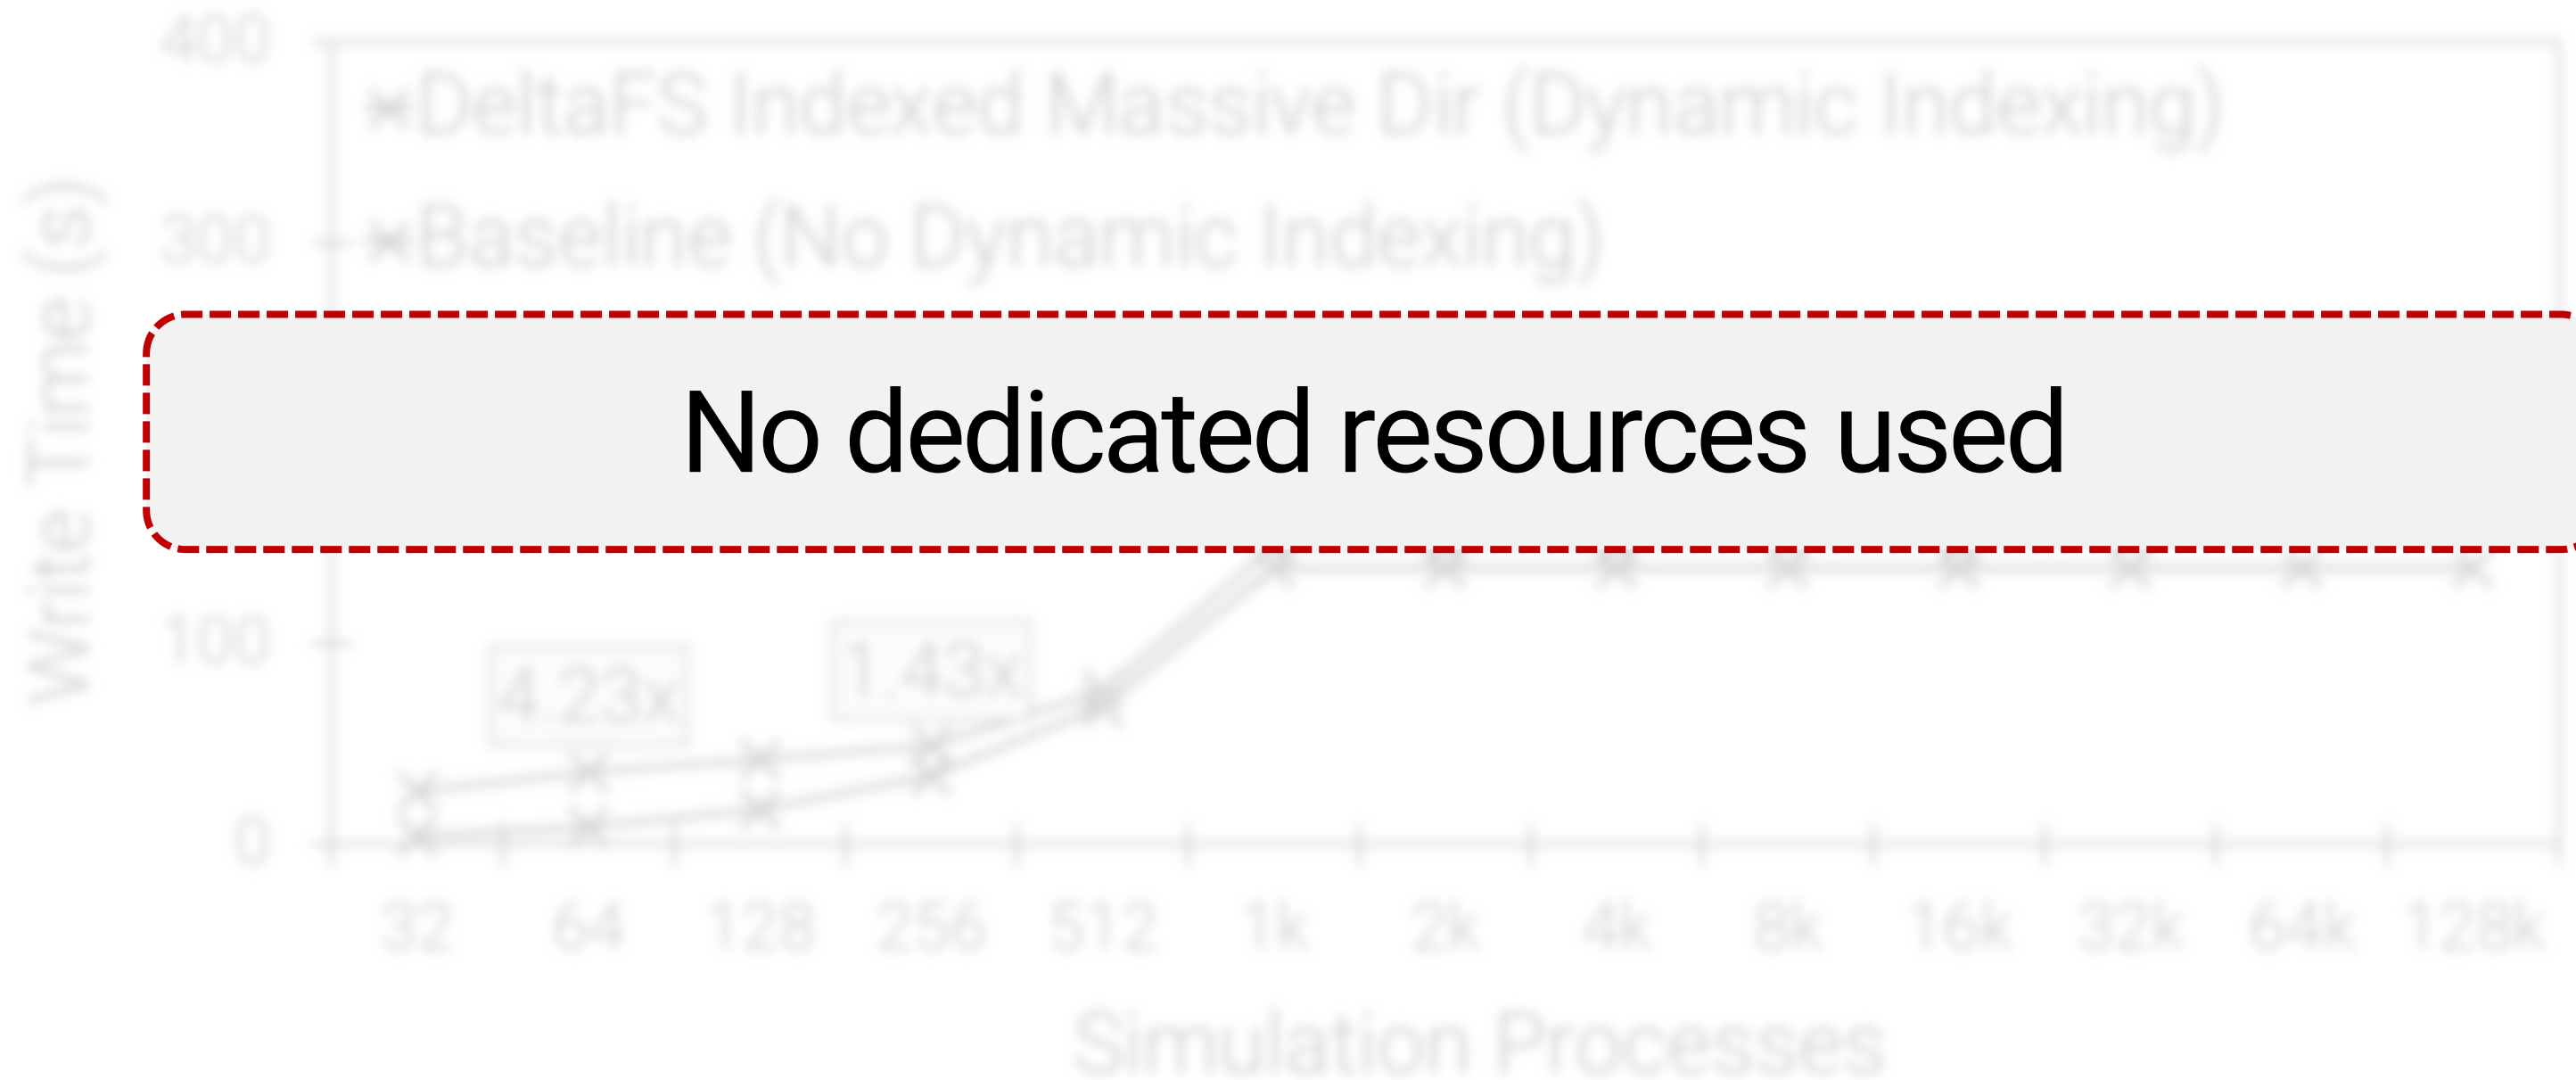 400
DeltaFS Indexed Massive Dir (Dynamic Indexing)
300
Baseline (No Dynamic Indexing)
Write Time (s)
No dedicated resources used
100
4.23x
1.43x
0
32 64 128 256 512 1k 2k 4k 8k 16k 32k 64k 128k
Simulation Processes